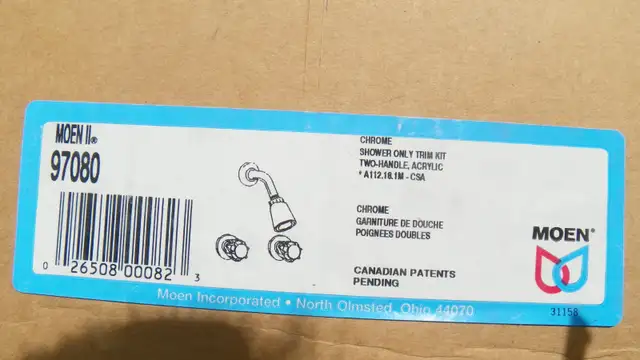 MOEN II®
97080
0 26508 00082 3
CHROME
SHOWER ONLY TRIM KIT
TWO-HANDLE, ACRYLIC
* A112.18.1M - CSA
CHROME
GARNITURE DE DOUCHE
POIGNEES DOUBLES
CANADIAN PATENTS
PENDING
MOEN®
31158
Moen Incorporated • North Olmsted, Ohio 44070